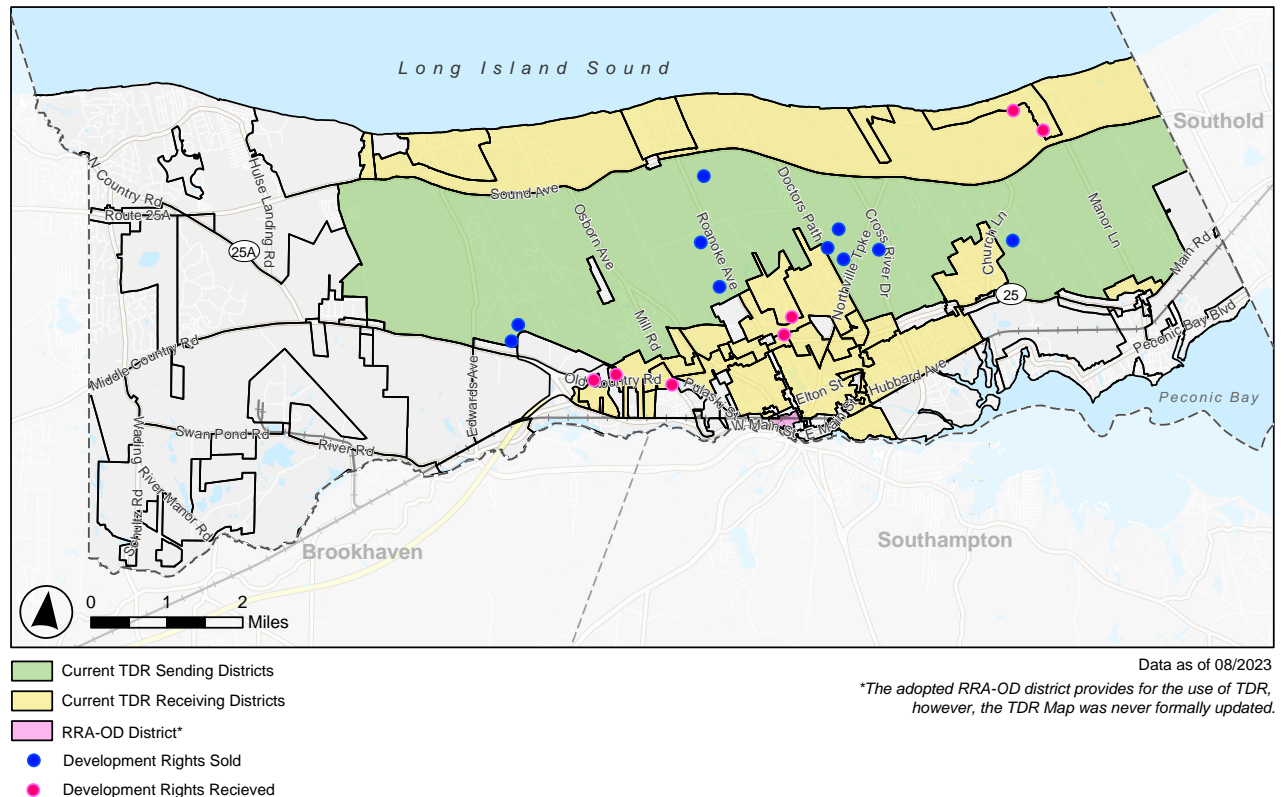 Long Island Sound
Southold
N Country Rd
Route 25A
Hulse Landing Rd
25A
Sound Ave
Osborn Ave
Roanoke Ave
Doctors Path
Northville Tpke
Cross River Dr
Church Ln
Manor Ln
Main Rd
25
Mill Rd
Peconic Bay Blvd
Middle Country Rd
Edwards Ave
Old Country Rd
Pulaski St
Elton St
Hubbard Ave
Peconic Bay
W Main St
E Main St
Swan Pond Rd
River Rd
Wading River Manor Rd
Schultz Rd
Brookhaven
Southampton
0 1 2
Miles
Current TDR Sending Districts
Current TDR Receiving Districts
RRA-OD District*
Development Rights Sold
Development Rights Recieved
Data as of 08/2023
*The adopted RRA-OD district provides for the use of TDR,
however, the TDR Map was never formally updated.